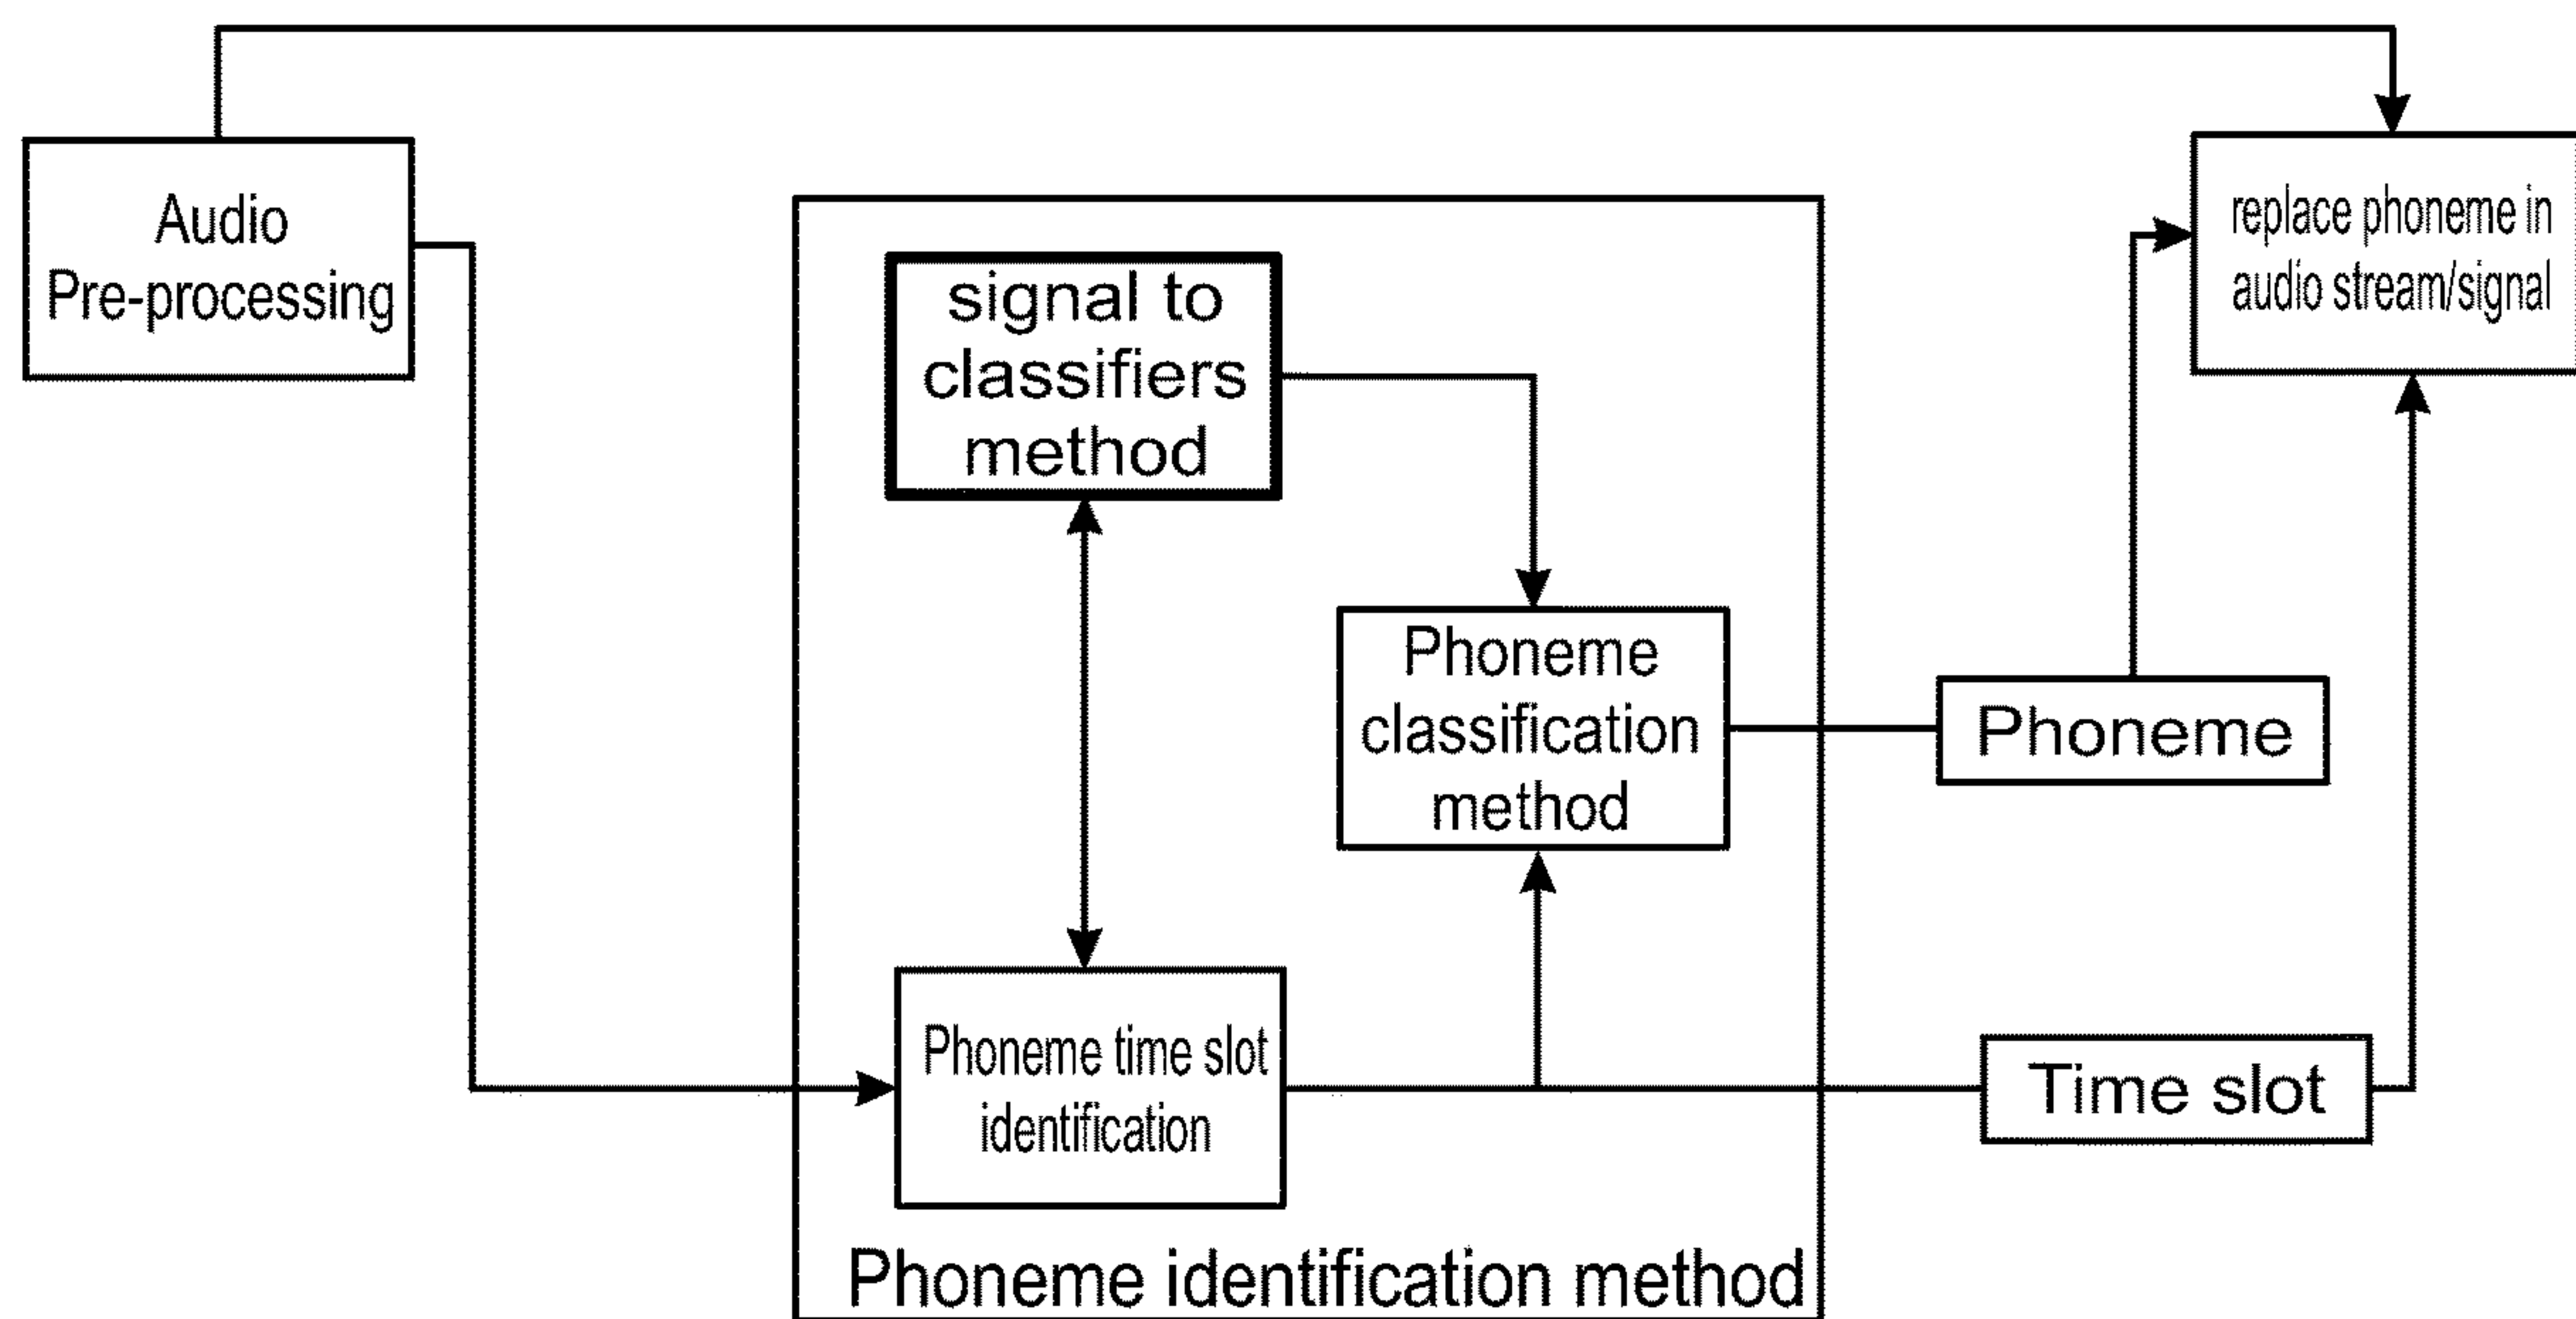 Audio
Pre-processing
replace phoneme in
audio stream/signal
signal to
classifiers
method
Phoneme
classification
method
Phoneme
Phoneme time slot
identification
Time slot
Phoneme identification method